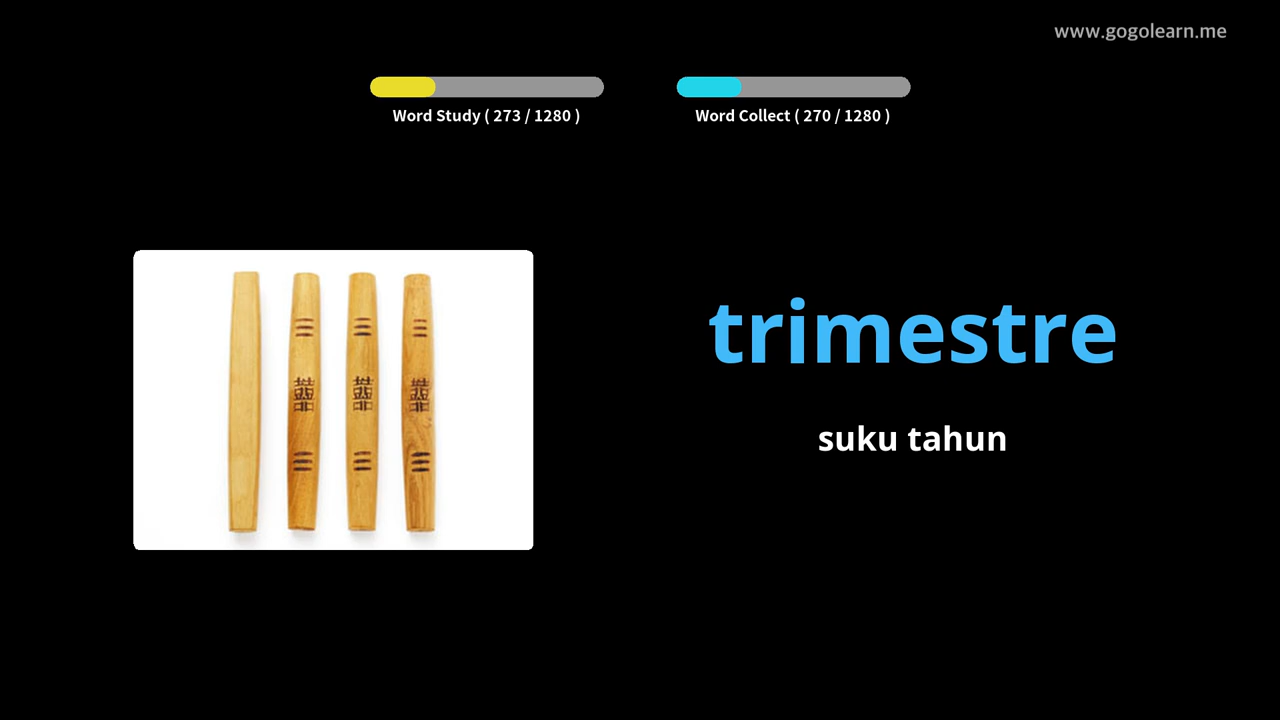 www.gogolearn.me
Word Study ( 273 / 1280 )
Word Collect ( 270 / 1280 )
trimestre
suku tahun